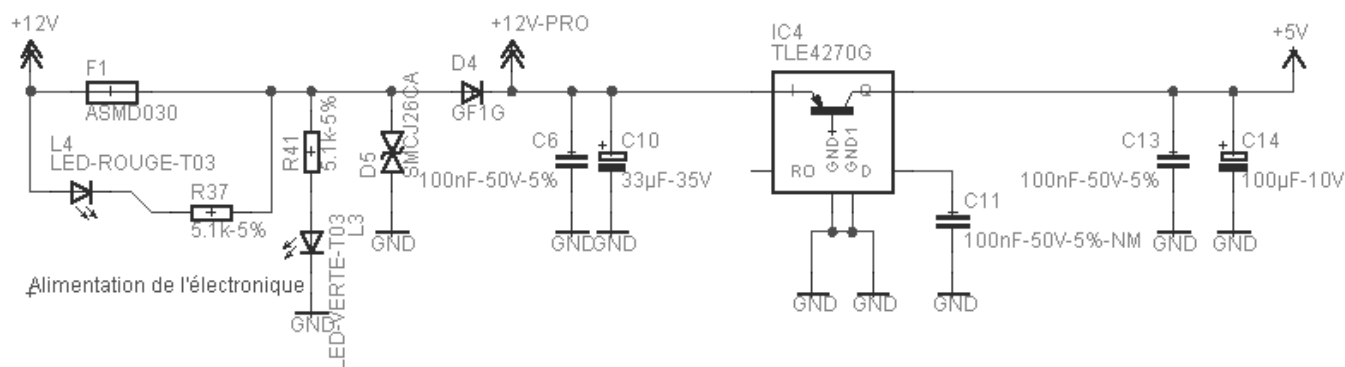 +12V
+12V-PRO
IC4
TLE4270G
+5V
F1
ASMD030
D4
GF1G
L4
LED-ROUGE-T03
R41
5.1k-5%
D5
SMCJ26CA
C6
100nF-50V-5%
C10
33µF-35V
I
Q
GND
GND1
RO
D
C13
100nF-50V-5%
C14
100µF-10V
R37
5.1k-5%
C11
100nF-50V-5%-NM
LED-VERTE-T03
L3
GND
GND
GND
GND
GND
Alimentation de l'électronique
GND
GND
GND
GND